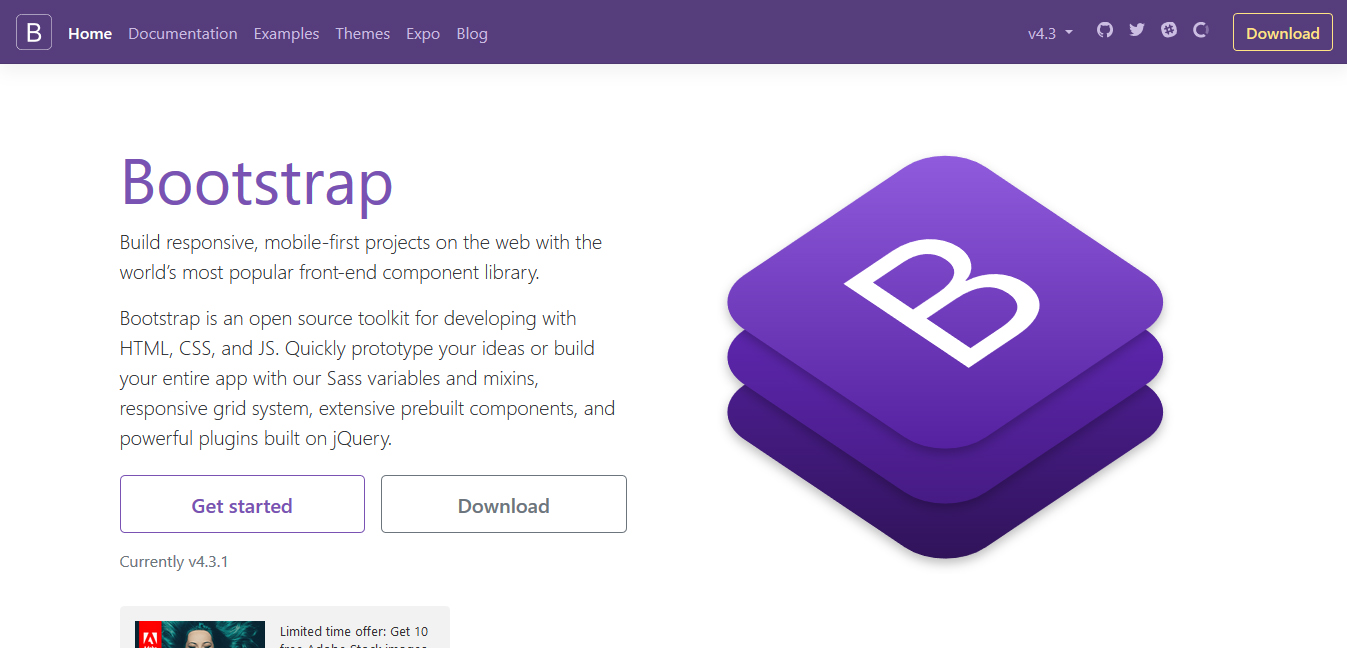 B Home Documentation Examples Themes Expo Blog v4.3 Download
Bootstrap
Build responsive, mobile-first projects on the web with the
world’s most popular front-end component library.
Bootstrap is an open source toolkit for developing with
HTML, CSS, and JS. Quickly prototype your ideas or build
your entire app with our Sass variables and mixins,
responsive grid system, extensive prebuilt components, and
powerful plugins built on jQuery.
B
Get started Download
Currently v4.3.1
Limited time offer: Get 10
free Adobe Stock images